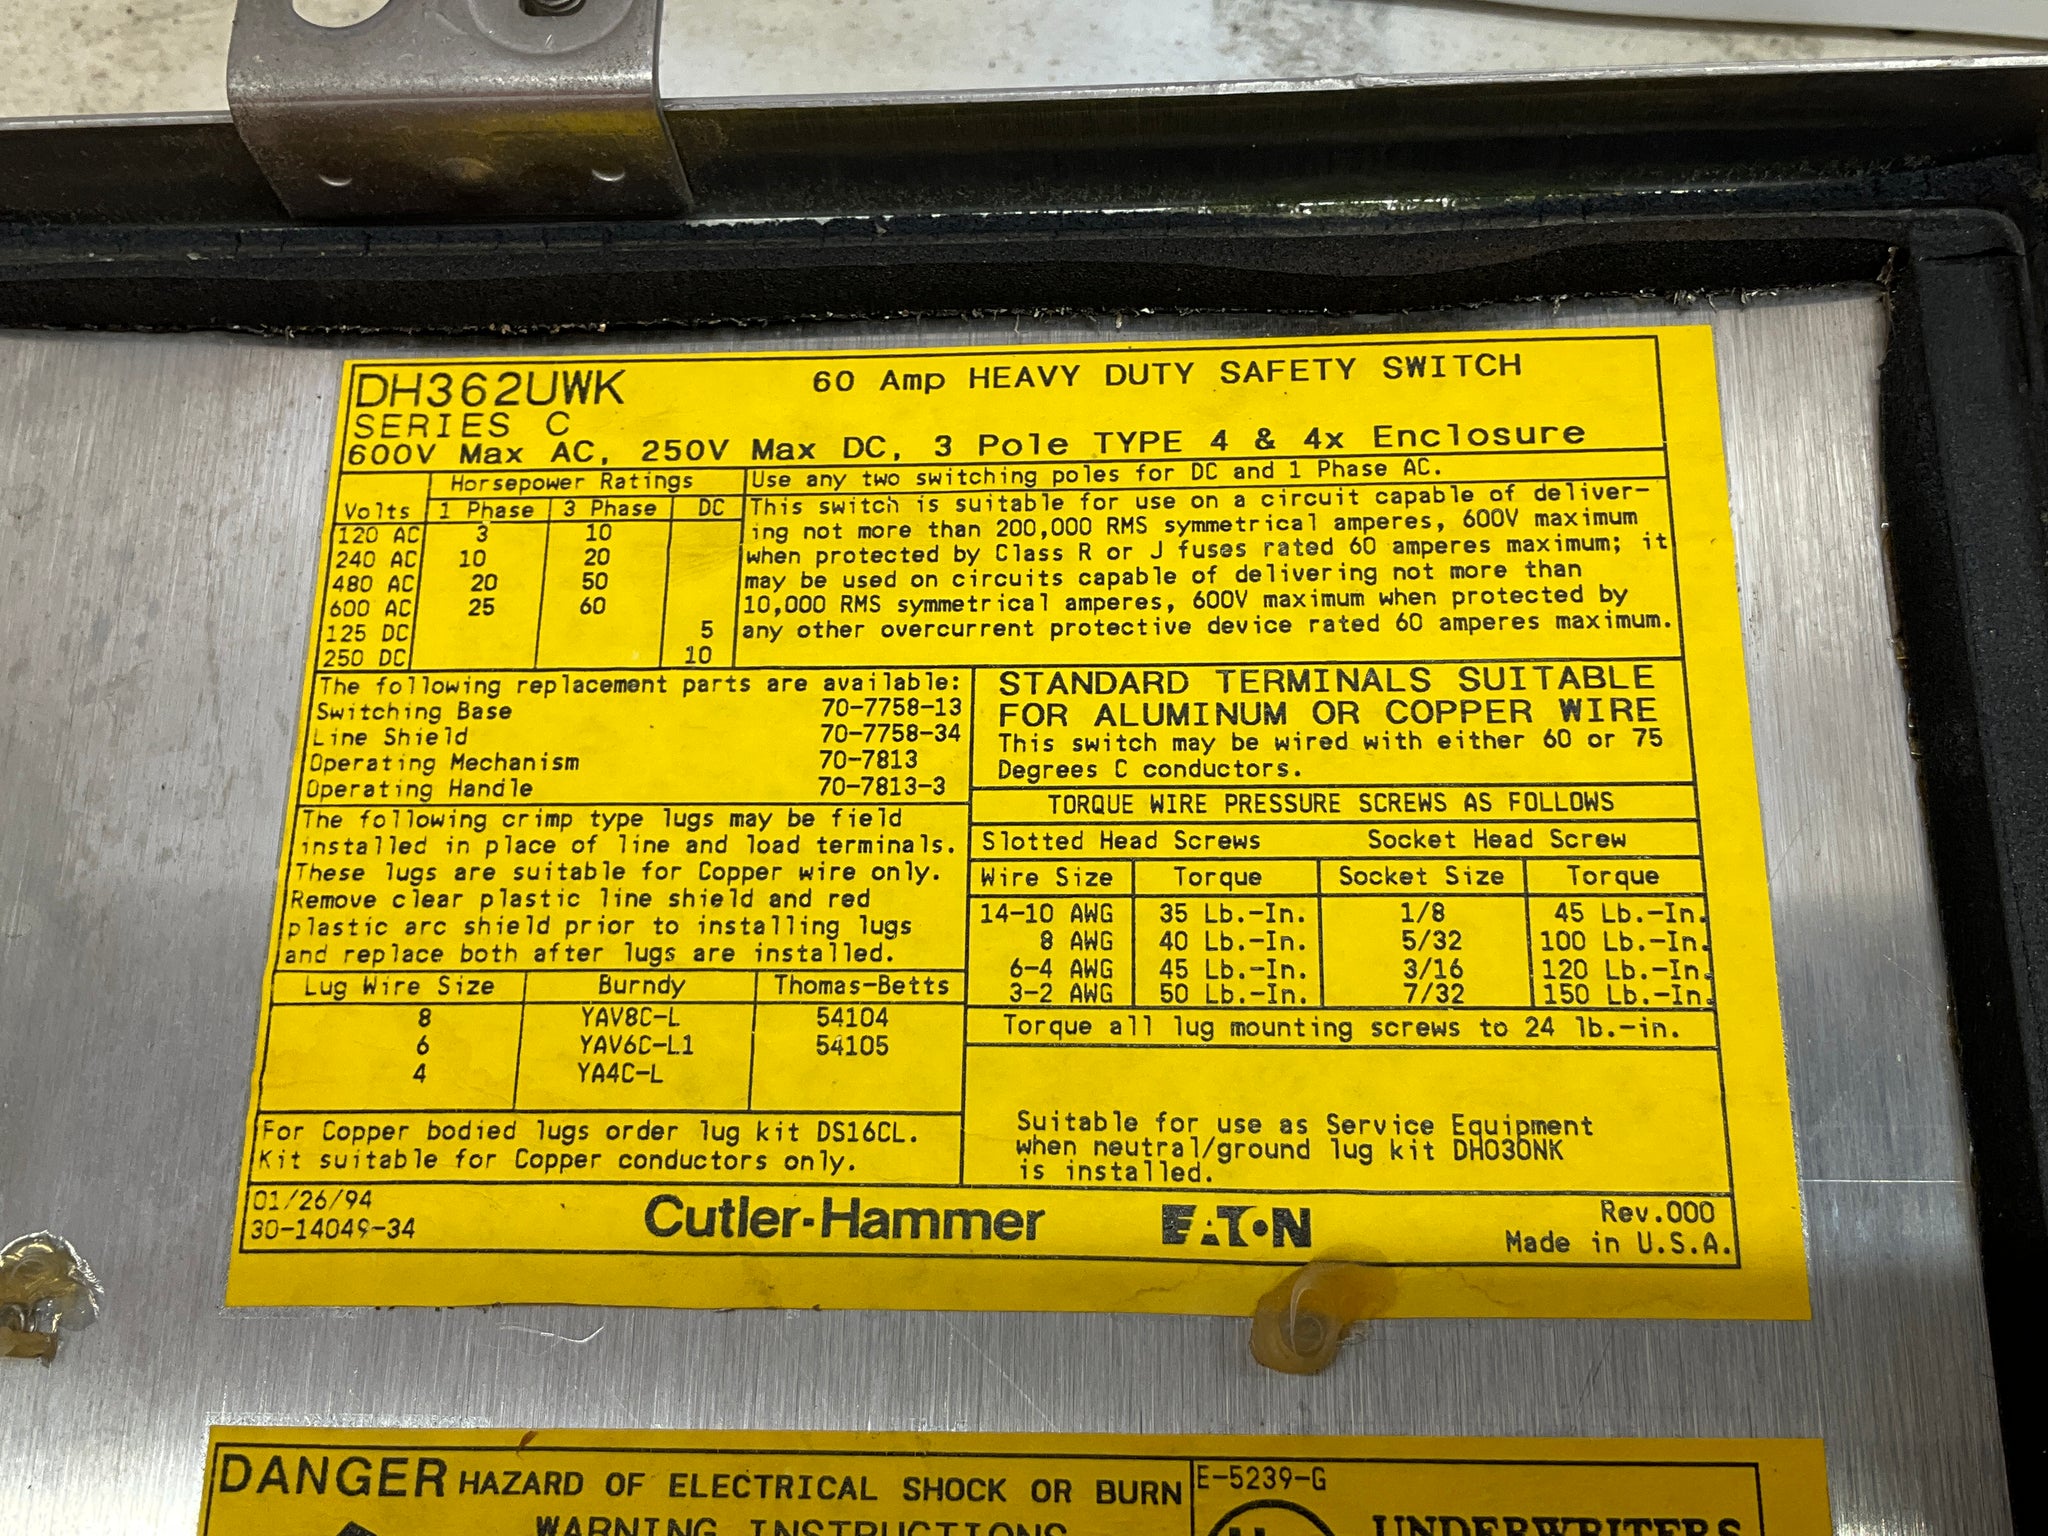 DH362UWK 60 Amp HEAVY DUTY SAFETY SWITCH
SERIES C
600V Max AC, 250V Max DC, 3 Pole TYPE 4 & 4x Enclosure
Horsepower Ratings
Volts 1 Phase 3 Phase DC
120 AC 3 10
240 AC 10 20
480 AC 20 50
600 AC 25 60
125 DC 5
250 DC 10
Use any two switching poles for DC and 1 Phase AC.
This switch is suitable for use on a circuit capable of deliver-
ing not more than 200,000 RMS symmetrical amperes, 600V maximum
when protected by Class R or J fuses rated 60 amperes maximum; it
may be used on circuits capable of delivering not more than
10,000 RMS symmetrical amperes, 600V maximum when protected by
any other overcurrent protective device rated 60 amperes maximum.
The following replacement parts are available:
Switching Base 70-7758-13
Line Shield 70-7758-34
Operating Mechanism 70-7813
Operating Handle 70-7813-3
The following crimp type lugs may be field
installed in place of line and load terminals.
These lugs are suitable for Copper wire only.
Remove clear plastic line shield and red
plastic arc shield prior to installing lugs
and replace both after lugs are installed.
Lug Wire Size Burndy Thomas-Betts
8 YAV8C-L 54104
6 YAV6C-L1 54105
4 YA4C-L
For Copper bodied lugs order lug kit DS16CL.
Kit suitable for Copper conductors only.
STANDARD TERMINALS SUITABLE
FOR ALUMINUM OR COPPER WIRE
This switch may be wired with either 60 or 75
Degrees C conductors.
TORQUE WIRE PRESSURE SCREWS AS FOLLOWS
Slotted Head Screws Socket Head Screw
Wire Size Torque Socket Size Torque
14-10 AWG 35 Lb.-In. 1/8 45 Lb.-In.
8 AWG 40 Lb.-In. 5/32 100 Lb.-In.
6-4 AWG 45 Lb.-In. 3/16 120 Lb.-In.
3-2 AWG 50 Lb.-In. 7/32 150 Lb.-In.
Torque all lug mounting screws to 24 lb.-in.
Suitable for use as Service Equipment
when neutral/ground lug kit DH030NK
is installed.
01/26/94
30-14049-34
Cutler-Hammer EATON
Rev.000
Made in U.S.A.
DANGER HAZARD OF ELECTRICAL SHOCK OR BURN
WARNING INSTRUCTIONS
E-5239-G
UNDERWRITERS